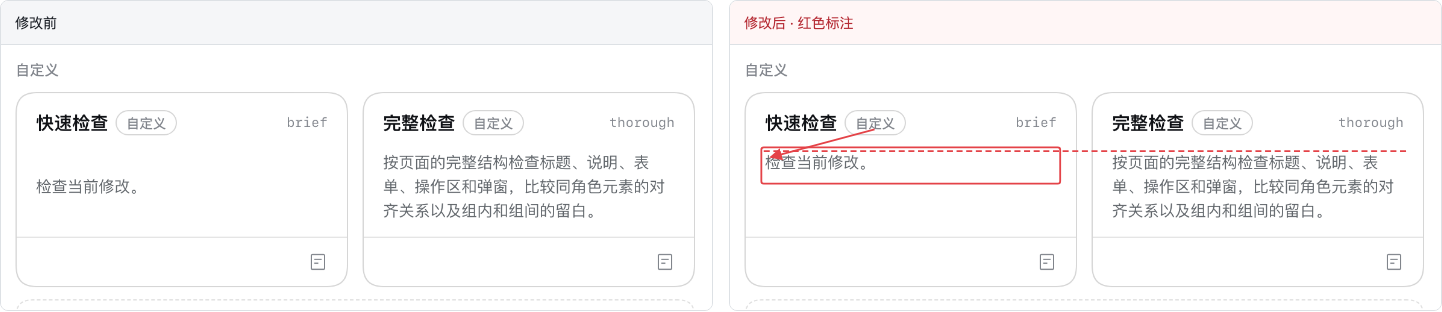 修改前
自定义
快速检查 自定义 brief
检查当前修改。
完整检查 自定义 thorough
按页面的完整结构检查标题、说明、表
单、操作区和弹窗，比较同角色元素的对
齐关系以及组内和组间的留白。
修改后 · 红色标注
自定义
快速检查 自定义 brief
检查当前修改。
完整检查 自定义 thorough
按页面的完整结构检查标题、说明、表
单、操作区和弹窗，比较同角色元素的对
齐关系以及组内和组间的留白。